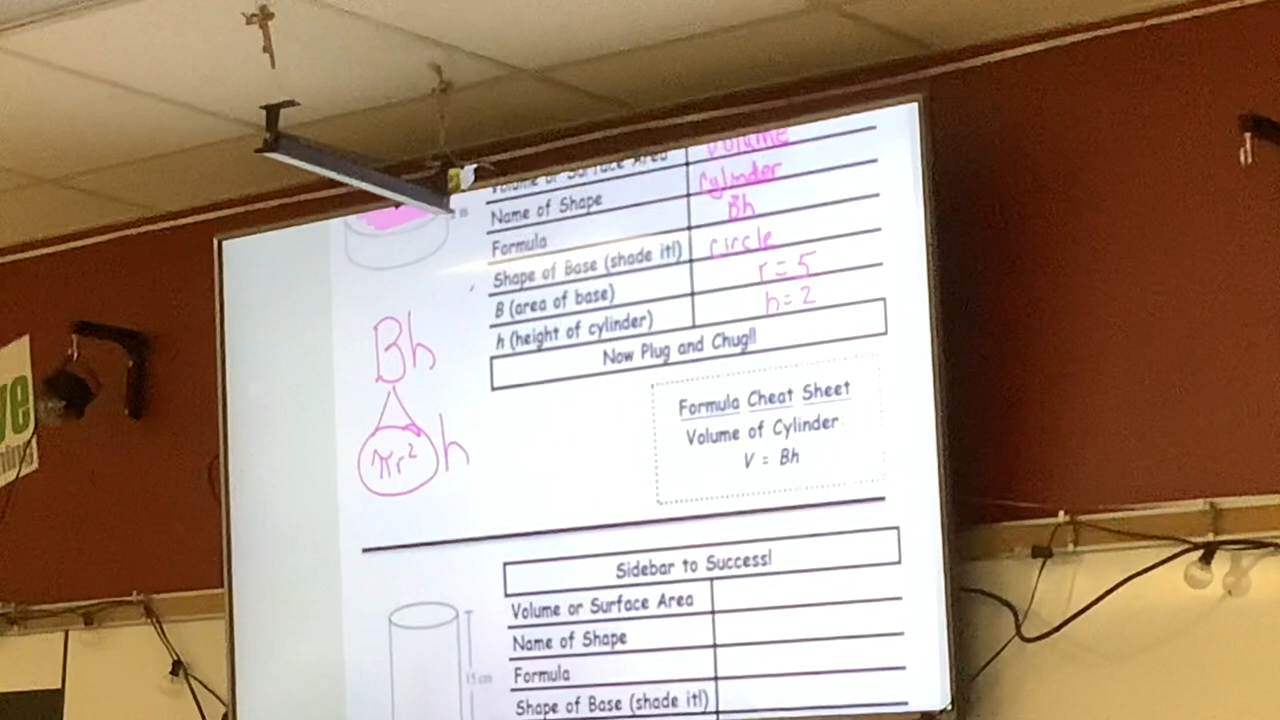 Volume or Surface Area volume
Name of Shape cylinder
Formula Bh
Shape of Base (shade it!) circle
B (area of base) r = 5
h (height of cylinder) h = 2
Now Plug and Chug!!
Bh
πr² h
Formula Cheat Sheet
Volume of Cylinder
V = Bh
Sidebar to Success!
Volume or Surface Area
Name of Shape
Formula
Shape of Base (shade it!)
15 cm